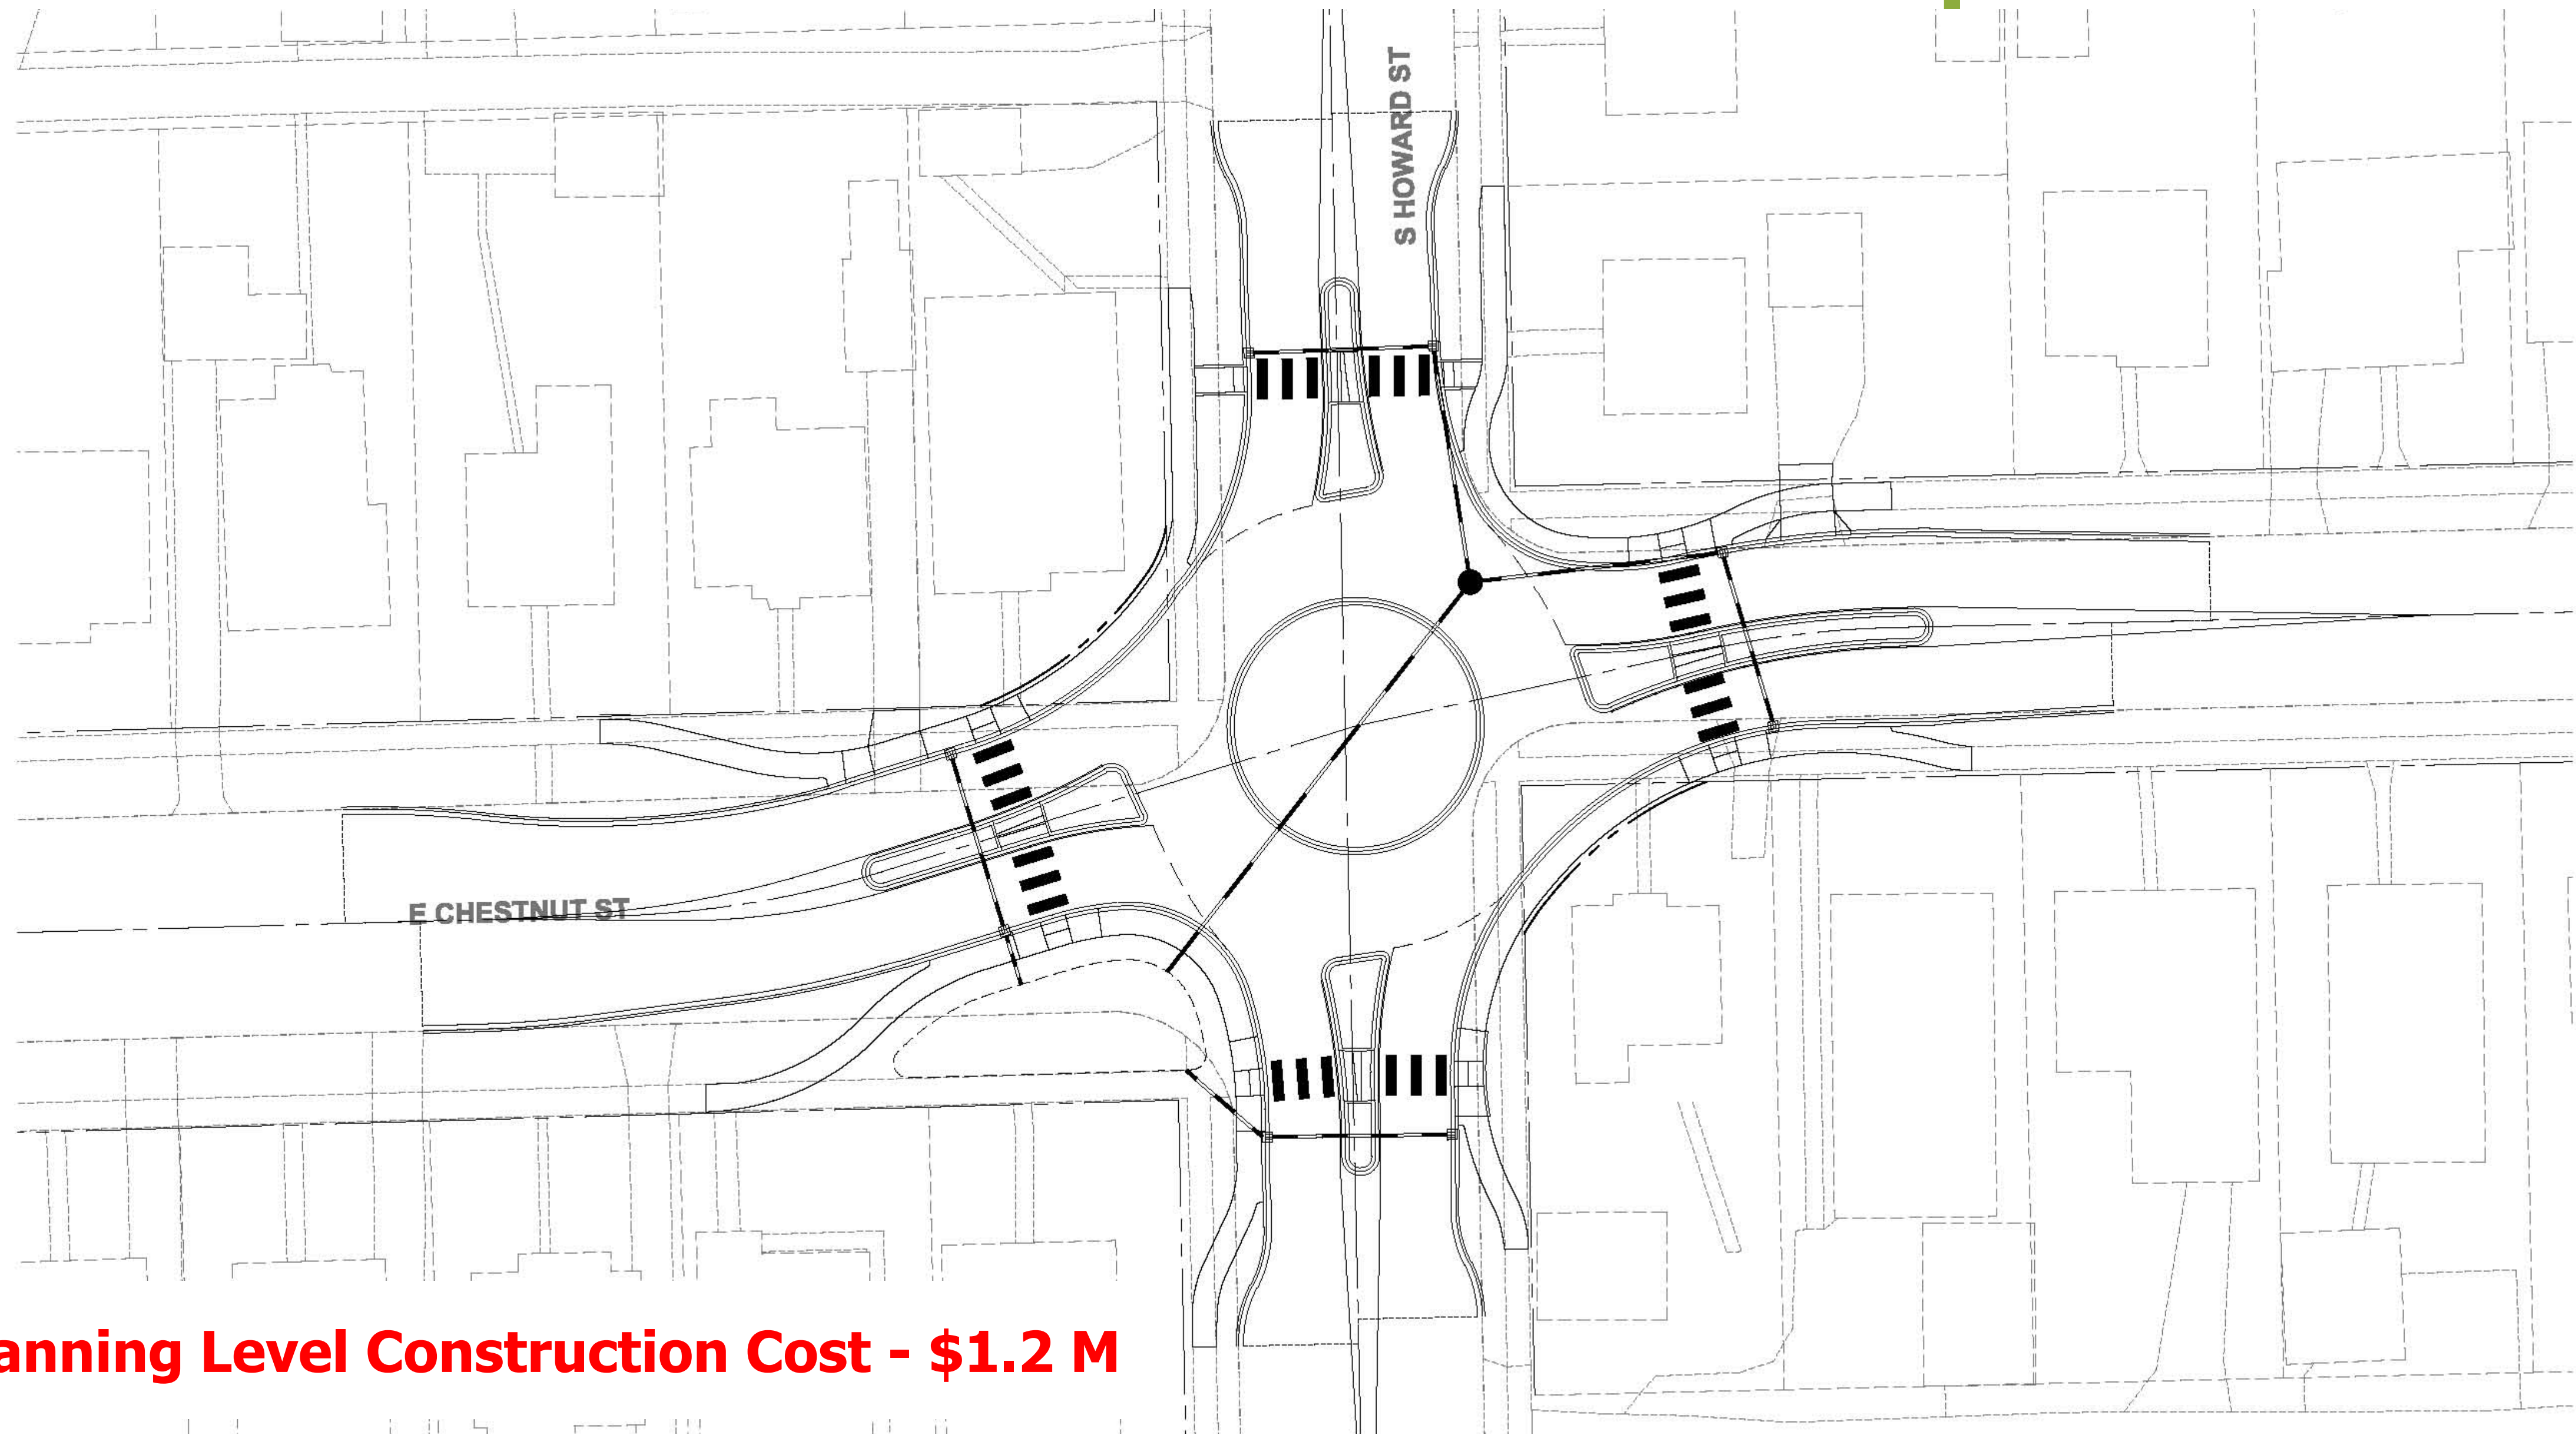 S HOWARD ST
E CHESTNUT ST
anning Level Construction Cost - $1.2 M